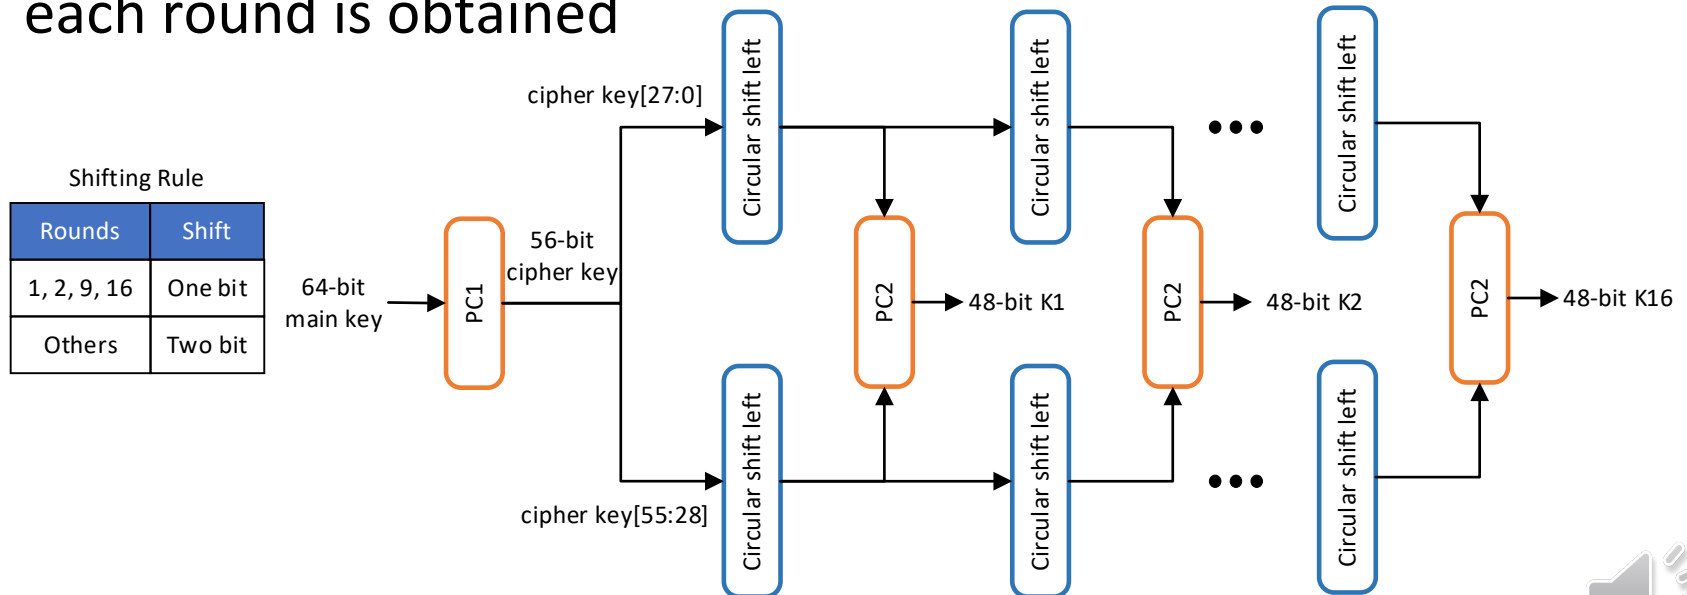 each round is obtained
Shifting Rule
Rounds Shift
1, 2, 9, 16 One bit
Others Two bit
64-bit
main key
PC1
56-bit
cipher key
cipher key[27:0]
cipher key[55:28]
Circular shift left
Circular shift left
PC2
48-bit K1
Circular shift left
Circular shift left
PC2
48-bit K2
Circular shift left
Circular shift left
PC2
48-bit K16